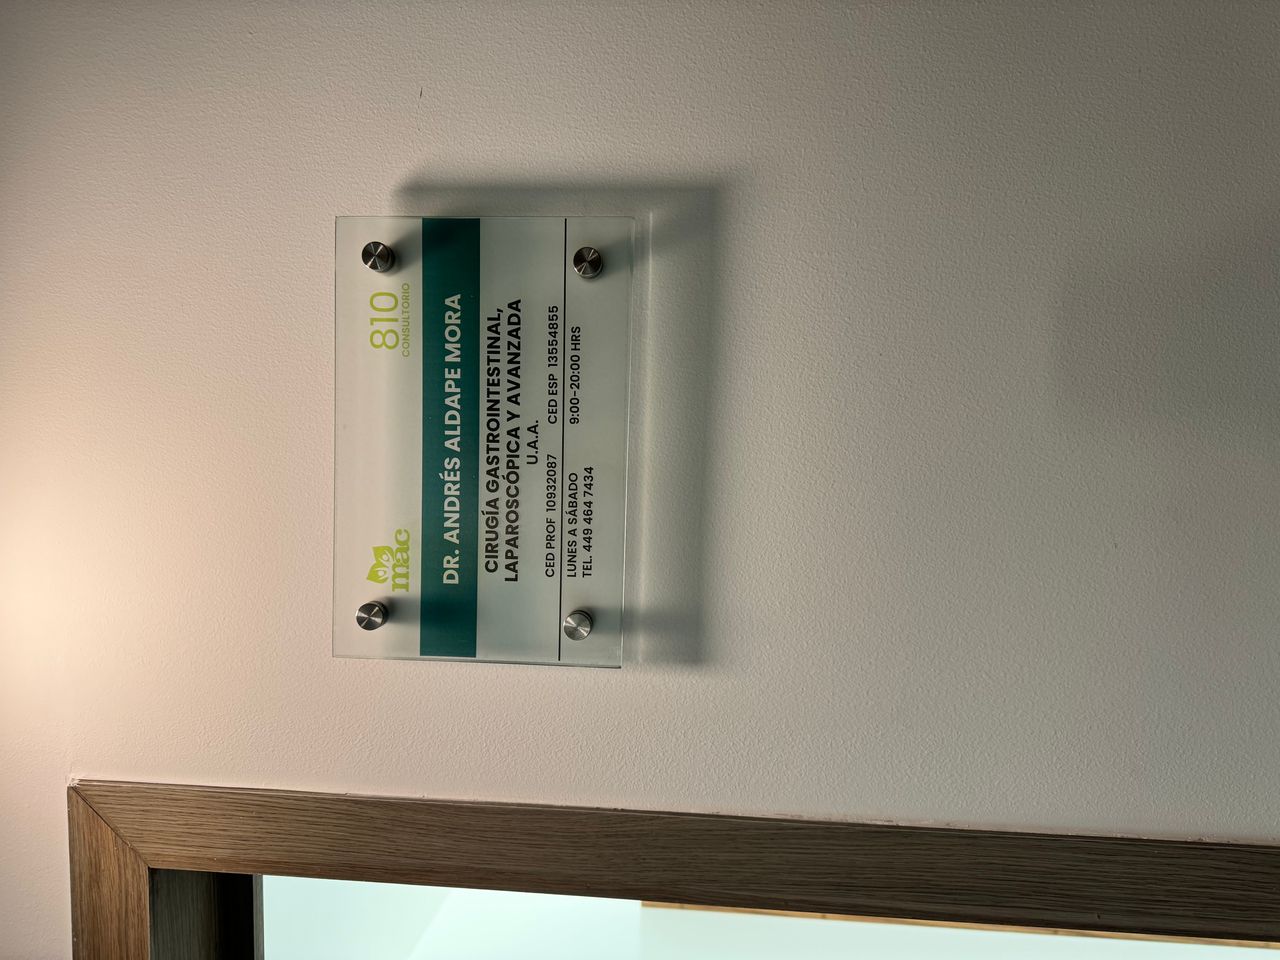 mac
810
CONSULTORIO
DR. ANDRÉS ALDAPE MORA
CIRUGÍA GASTROINTESTINAL,
LAPAROSCÓPICA Y AVANZADA
U.A.A.
CED PROF 10932087 CED ESP 13554855
LUNES A SÁBADO 9:00-20:00 HRS
TEL. 449 464 7434